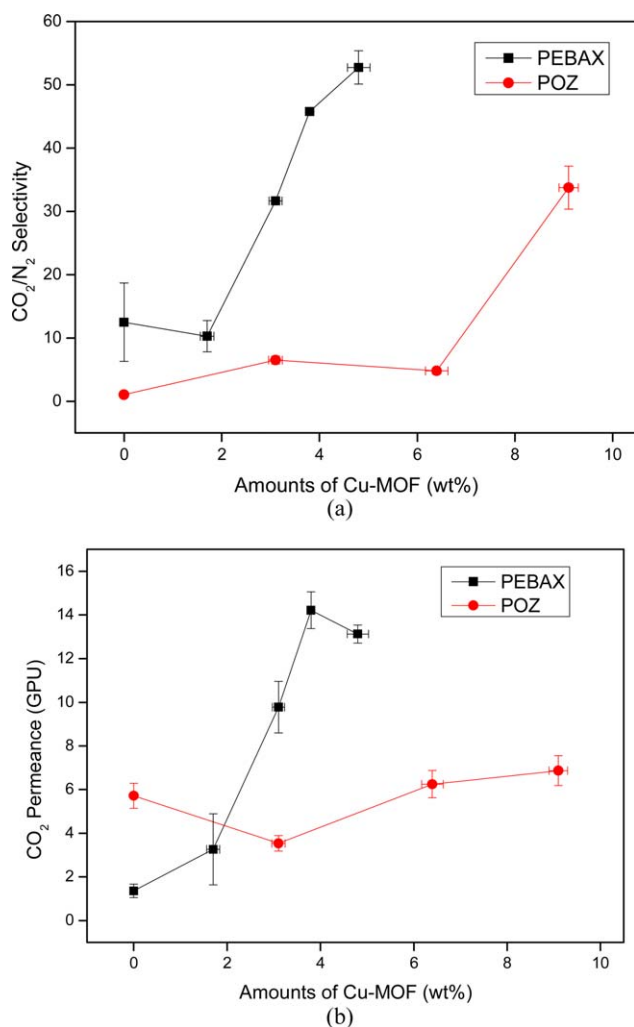 60
50
40
30
20
10
0
CO₂/N₂ Selectivity
PEBAX
POZ
0 2 4 6 8 10
Amounts of Cu-MOF (wt%)
(a)
16
14
12
10
8
6
4
2
0
CO₂ Permeance (GPU)
PEBAX
POZ
0 2 4 6 8 10
Amounts of Cu-MOF (wt%)
(b)